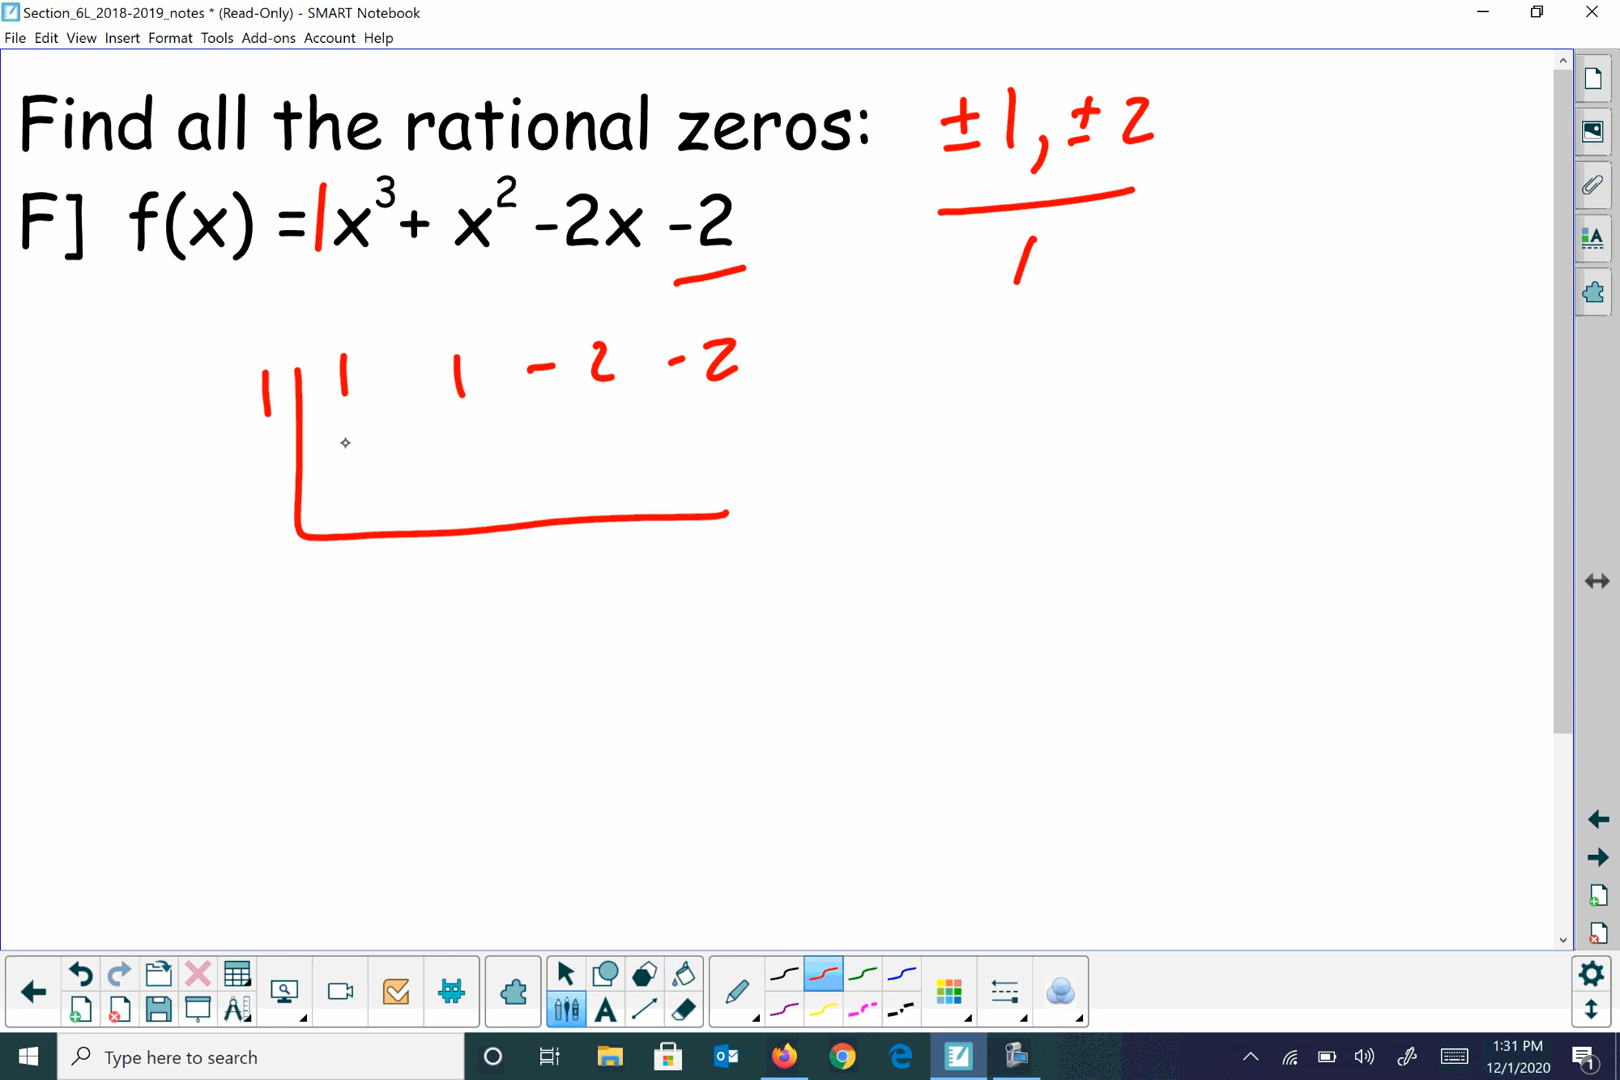 Section_6L_2018-2019_notes * (Read-Only) - SMART Notebook
File Edit View Insert Format Tools Add-ons Account Help
Find all the rational zeros: ±1, ±2
F] f(x) = 1x³ + x² -2x -2
1
1 1 1 -2 -2
A
A
Type here to search
1:31 PM
12/1/2020
1